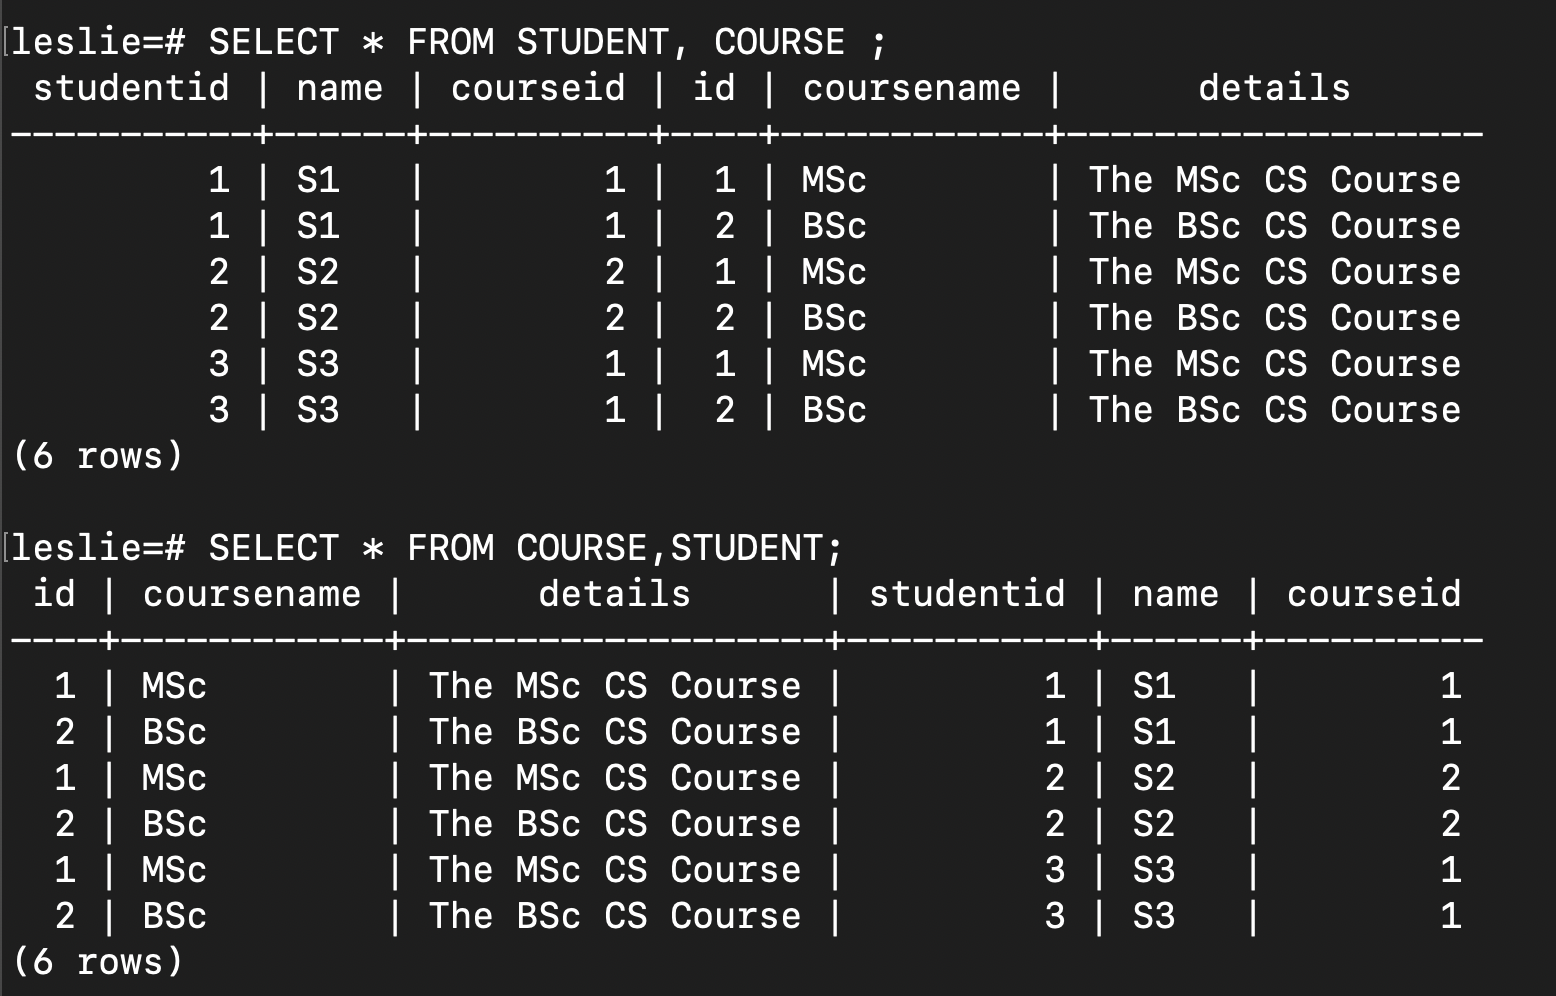 leslie=# SELECT * FROM STUDENT, COURSE ;
 studentid | name | courseid | id | coursename |      details
-----------+------+----------+----+------------+-------------------
         1 | S1   |        1 |  1 | MSc        | The MSc CS Course
         1 | S1   |        1 |  2 | BSc        | The BSc CS Course
         2 | S2   |        2 |  1 | MSc        | The MSc CS Course
         2 | S2   |        2 |  2 | BSc        | The BSc CS Course
         3 | S3   |        1 |  1 | MSc        | The MSc CS Course
         3 | S3   |        1 |  2 | BSc        | The BSc CS Course
(6 rows)

leslie=# SELECT * FROM COURSE,STUDENT;
 id | coursename |      details      | studentid | name | courseid
----+------------+-------------------+-----------+------+----------
  1 | MSc        | The MSc CS Course |         1 | S1   |        1
  2 | BSc        | The BSc CS Course |         1 | S1   |        1
  1 | MSc        | The MSc CS Course |         2 | S2   |        2
  2 | BSc        | The BSc CS Course |         2 | S2   |        2
  1 | MSc        | The MSc CS Course |         3 | S3   |        1
  2 | BSc        | The BSc CS Course |         3 | S3   |        1
(6 rows)